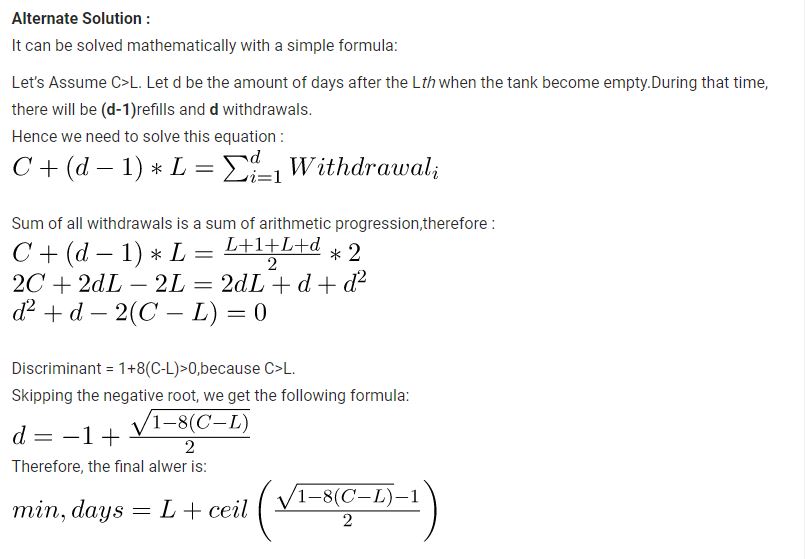 Alternate Solution :
It can be solved mathematically with a simple formula:
Let's Assume C>L. Let d be the amount of days after the Lth when the tank become empty.During that time,
there will be (d-1)refills and d withdrawals.
Hence we need to solve this equation :
C + (d − 1) * L = ∑_{i=1}^{d} Withdrawal_i
Sum of all withdrawals is a sum of arithmetic progression,therefore :
C + (d − 1) * L = \frac{L+1+L+d}{2} * 2
2C + 2dL − 2L = 2dL + d + d²
d² + d − 2(C − L) = 0
Discriminant = 1+8(C-L)>0,because C>L.
Skipping the negative root, we get the following formula:
d = −1 + \frac{\sqrt{1−8(C−L)}}{2}
Therefore, the final alwer is:
min, days = L + ceil \left( \frac{\sqrt{1−8(C−L)}−1}{2} \right)